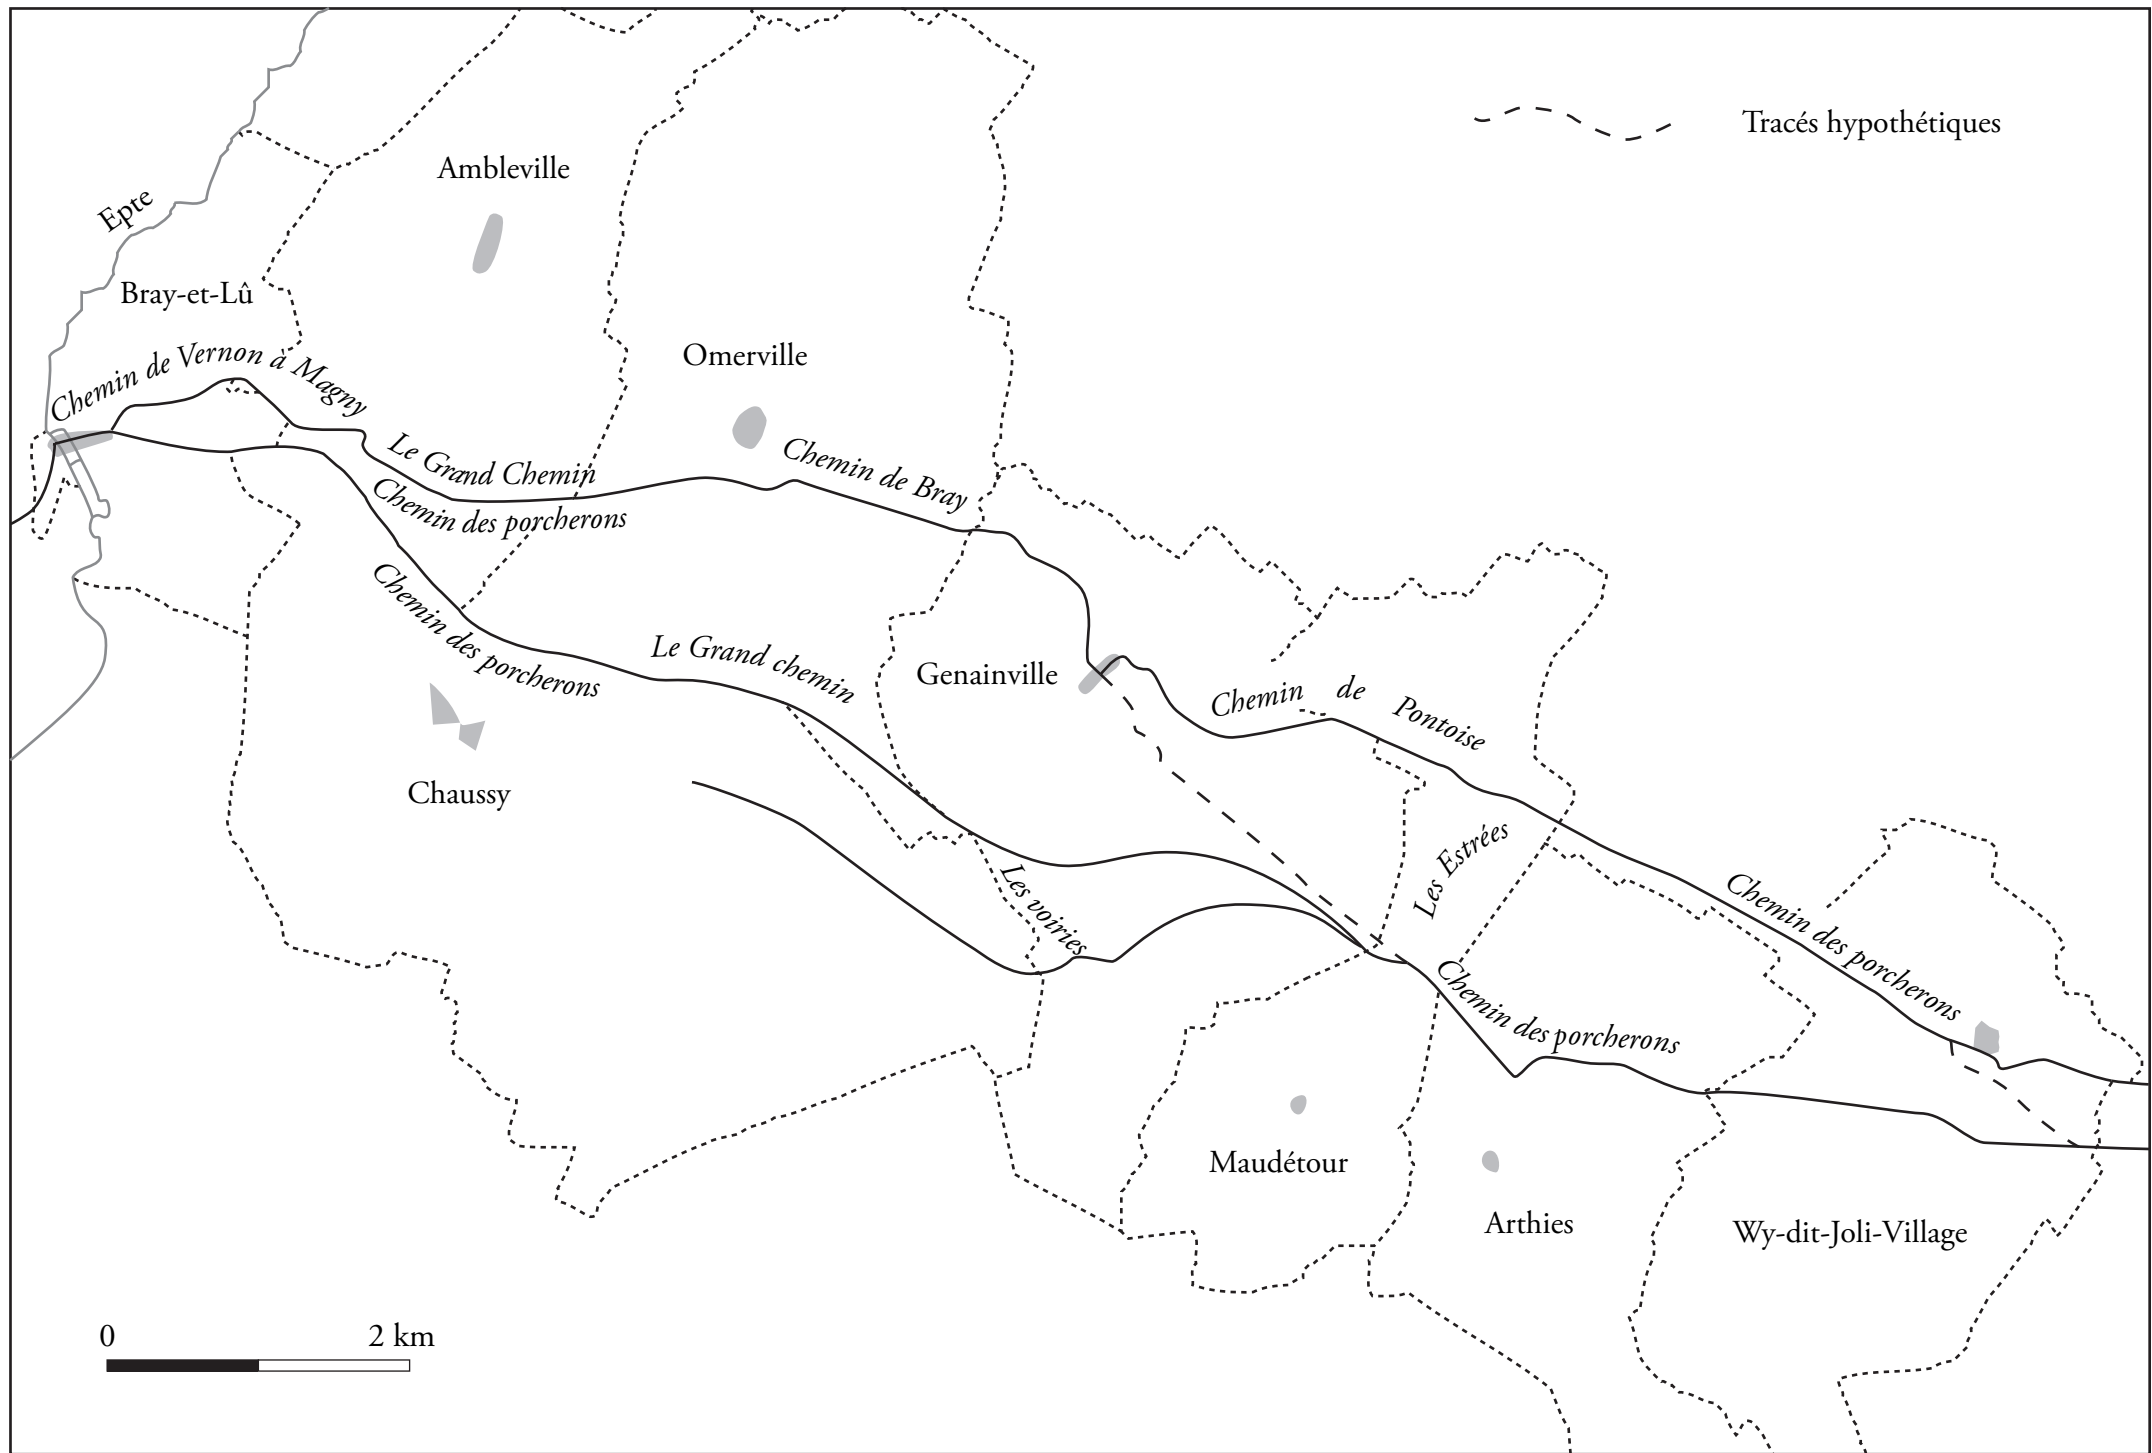 Tracés hypothétiques
Ambleville
Epte
Bray-et-Lû
Chemin de Vernon à Magny
Omerville
Le Grand Chemin
Chemin de Bray
Chemin des porcherons
Chemin des porcherons
Le Grand chemin
Genainville
Chemin de Pontoise
Chaussy
Les Estrées
Les voiries
Chemin des porcherons
Chemin des porcherons
Maudétour
Arthies
Wy-dit-Joli-Village
0 2 km